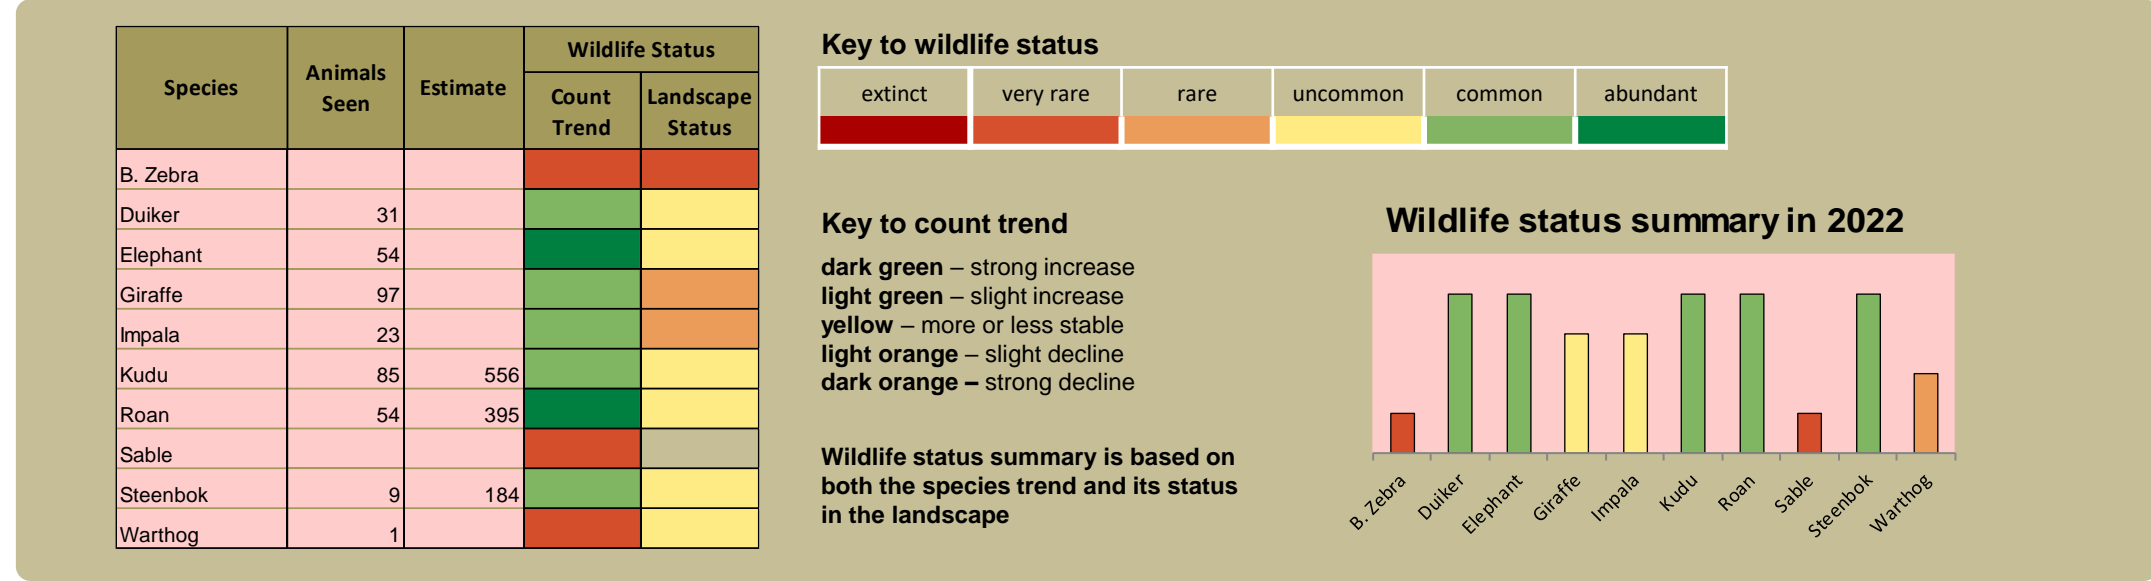 Species
Animals
Seen
Estimate
Wildlife Status
Count
Trend
Landscape
Status
B. Zebra
Duiker 31
Elephant 54
Giraffe 97
Impala 23
Kudu 85 556
Roan 54 395
Sable
Steenbok 9 184
Warthog 1
Key to wildlife status
extinct very rare rare uncommon common abundant
Key to count trend
dark green – strong increase
light green – slight increase
yellow – more or less stable
light orange – slight decline
dark orange – strong decline
Wildlife status summary is based on
both the species trend and its status
in the landscape
Wildlife status summary in 2022
B. Zebra
Duiker
Elephant
Giraffe
Impala
Kudu
Roan
Sable
Steenbok
Warthog